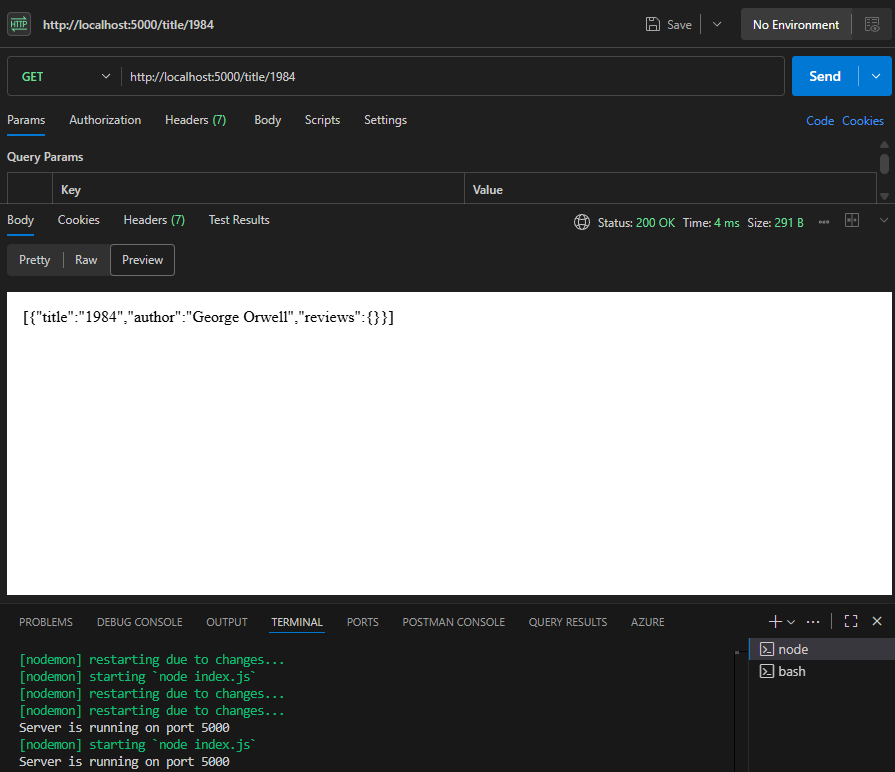 HTTP http://localhost:5000/title/1984 Save No Environment
GET http://localhost:5000/title/1984 Send
Params Authorization Headers (7) Body Scripts Settings Code Cookies
Query Params
Key Value
Body Cookies Headers (7) Test Results Status: 200 OK Time: 4 ms Size: 291 B
Pretty Raw Preview
[{"title":"1984","author":"George Orwell","reviews":{}}]
PROBLEMS DEBUG CONSOLE OUTPUT TERMINAL PORTS POSTMAN CONSOLE QUERY RESULTS AZURE
[nodemon] restarting due to changes...
[nodemon] starting `node index.js`
[nodemon] restarting due to changes...
[nodemon] restarting due to changes...
Server is running on port 5000
[nodemon] starting `node index.js`
Server is running on port 5000
node
bash